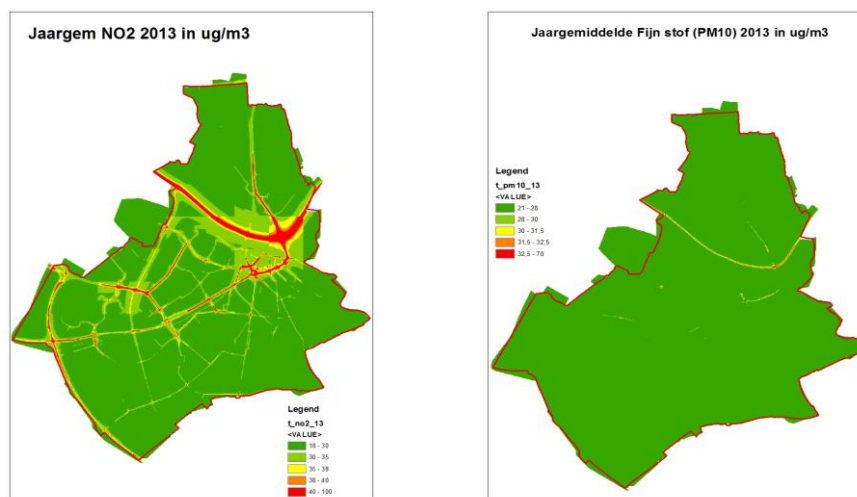 Jaargem NO2 2013 in ug/m3
Legend
t_no2_13
<VALUE>
18 - 30
30 - 35
35 - 38
38 - 40
40 - 100
Jaargemiddelde Fijn stof (PM10) 2013 in ug/m3
Legend
t_pm10_13
<VALUE>
21 - 28
28 - 30
30 - 31,5
31,5 - 32,5
32,5 - 70